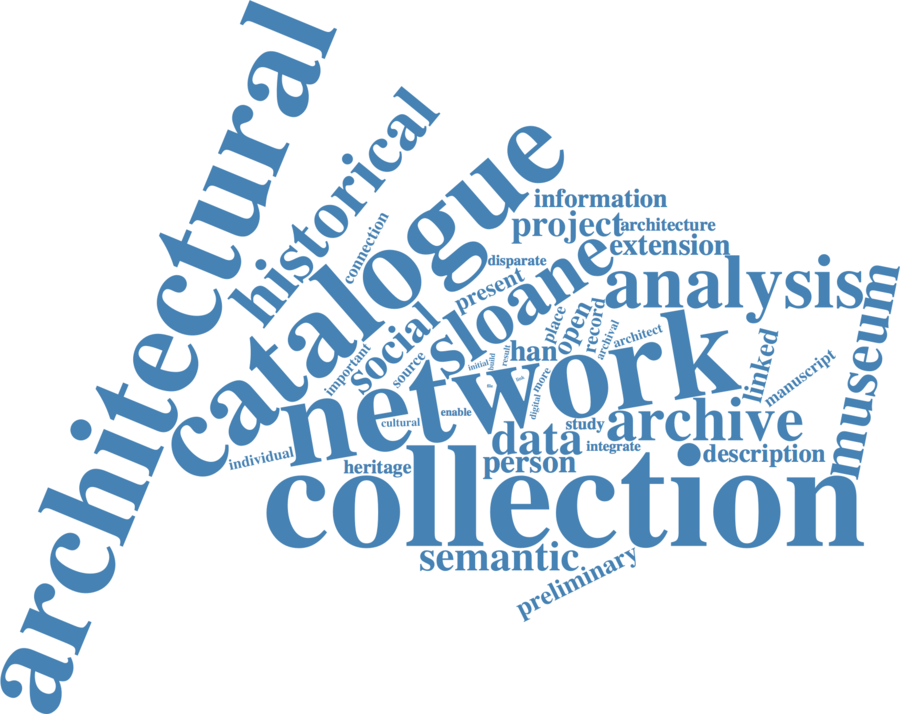 architectural
historical
connection
catalogue
information
project
architecture
extension
disparate
present
sloane
analysis
museum
social
important
source
place
open
record
archival
architect
han
initial
build
result
network
linked
manuscript
digital
more
enable
cultural
study
archive
data
integrate
description
individual
heritage
person
collection
semantic
preliminary